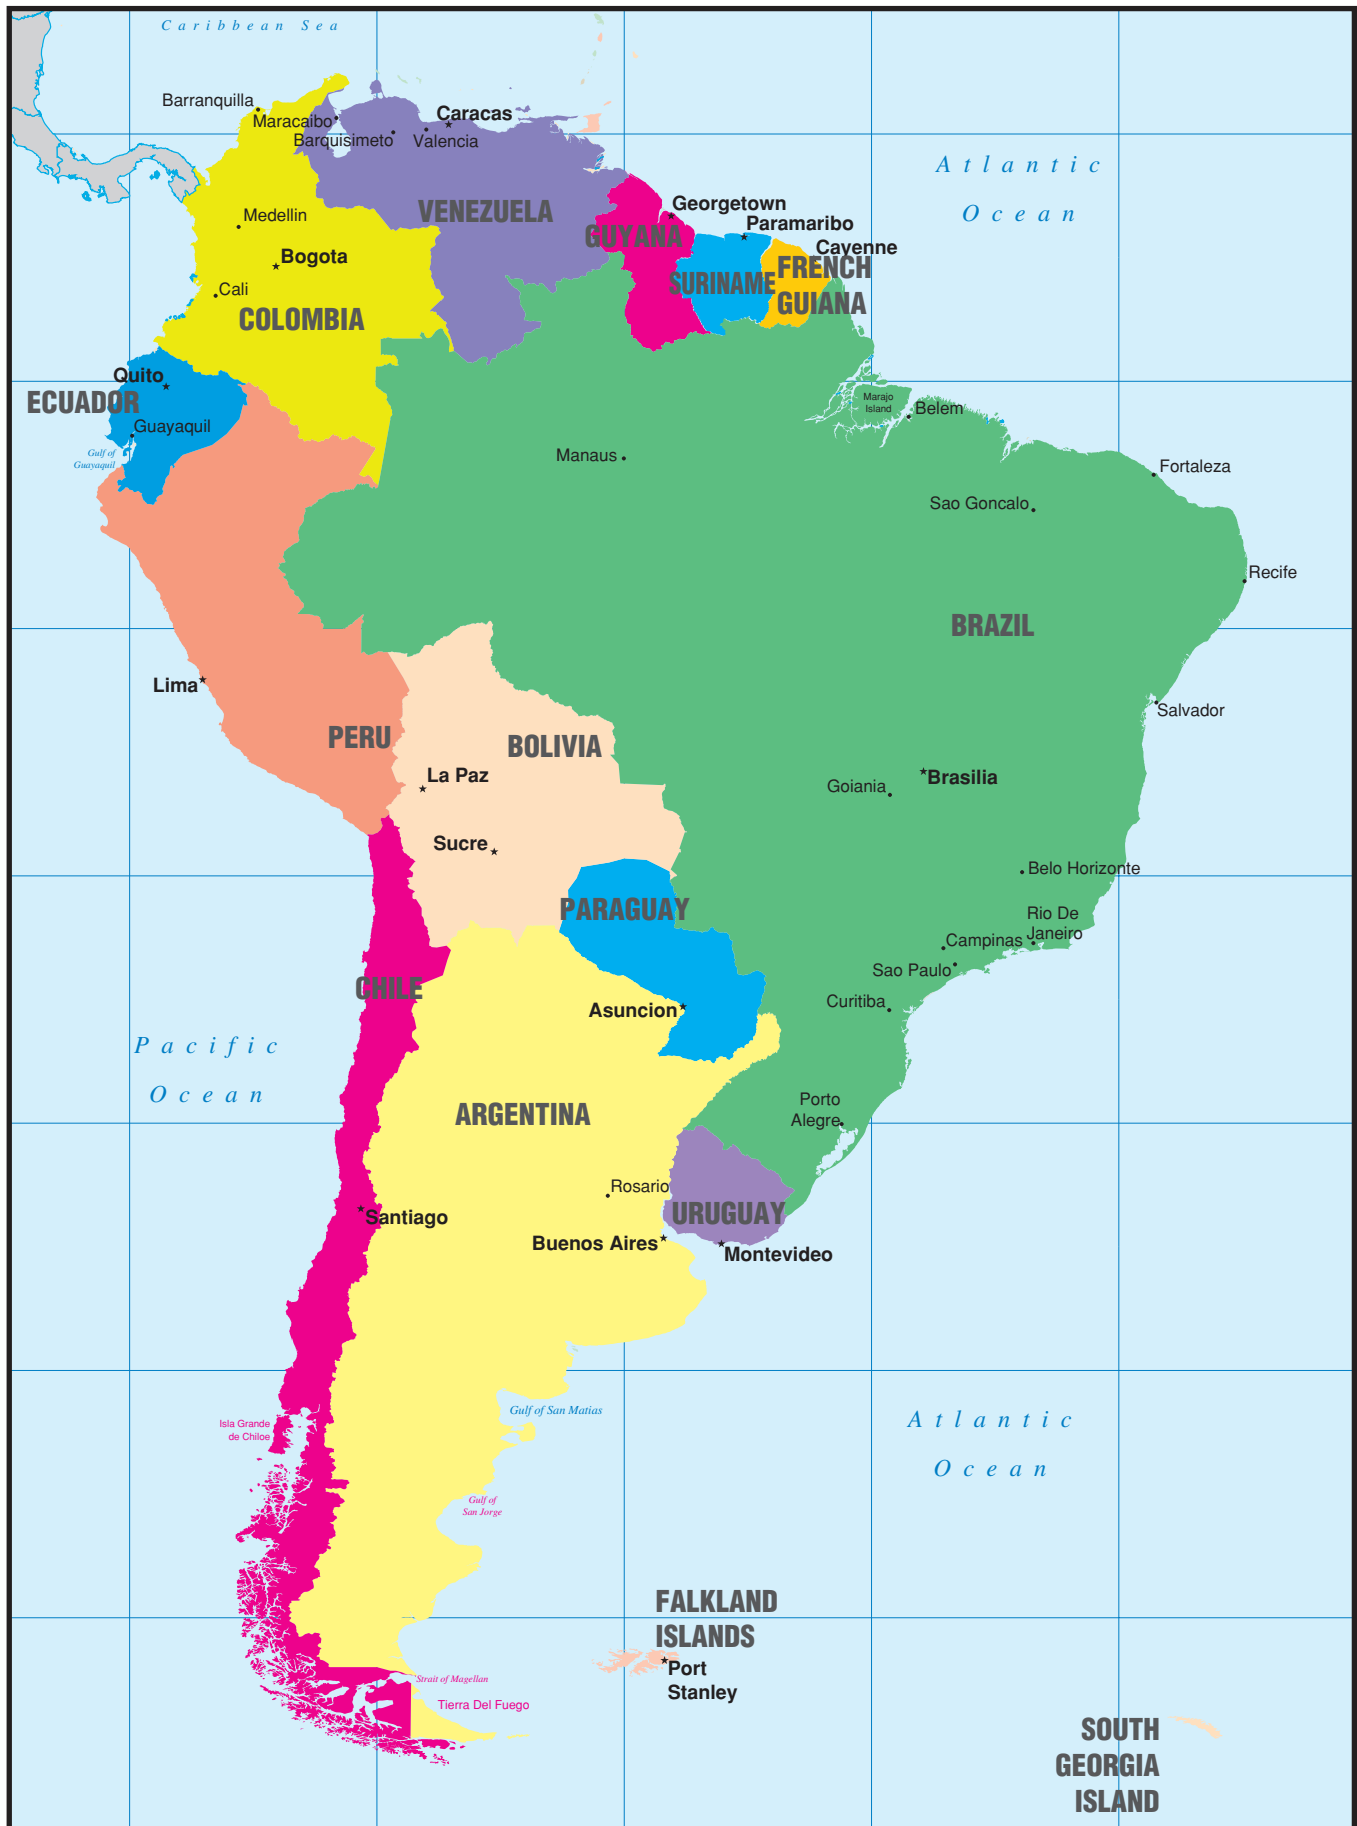 Caribbean Sea
Barranquilla
Maracaibo
Barquisimeto
Valencia
Caracas
Atlantic
Ocean
VENEZUELA
Medellin
Bogota
Cali
COLOMBIA
Georgetown
GUYANA
Paramaribo
SURINAME
Cayenne
FRENCH
GUIANA
Quito
ECUADOR
Guayaquil
Gulf of
Guayaquil
Marajo
Island
Belem
Manaus
Fortaleza
Sao Goncalo
Recife
BRAZIL
Lima
PERU
Salvador
BOLIVIA
La Paz
Brasilia
Goiania
Sucre
Belo Horizonte
PARAGUAY
Rio De
Janeiro
Campinas
Sao Paulo
CHILE
Asuncion
Curitiba
Pacific
Ocean
ARGENTINA
Porto
Alegre
Rosario
Santiago
URUGUAY
Buenos Aires
Montevideo
Isla Grande
de Chiloe
Gulf of San Matias
Atlantic
Ocean
Gulf of
San Jorge
FALKLAND
ISLANDS
Port
Stanley
Strait of Magellan
Tierra Del Fuego
SOUTH
GEORGIA
ISLAND